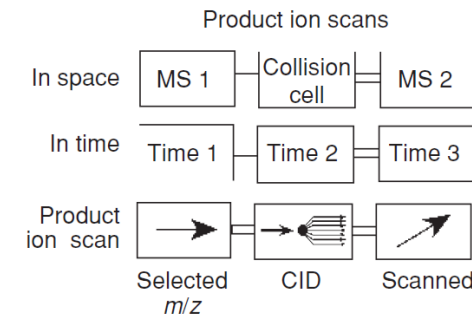 Product ion scans
In space
MS 1
Collision
cell
MS 2
In time
Time 1
Time 2
Time 3
Product
ion scan
Selected
m/z
CID
Scanned